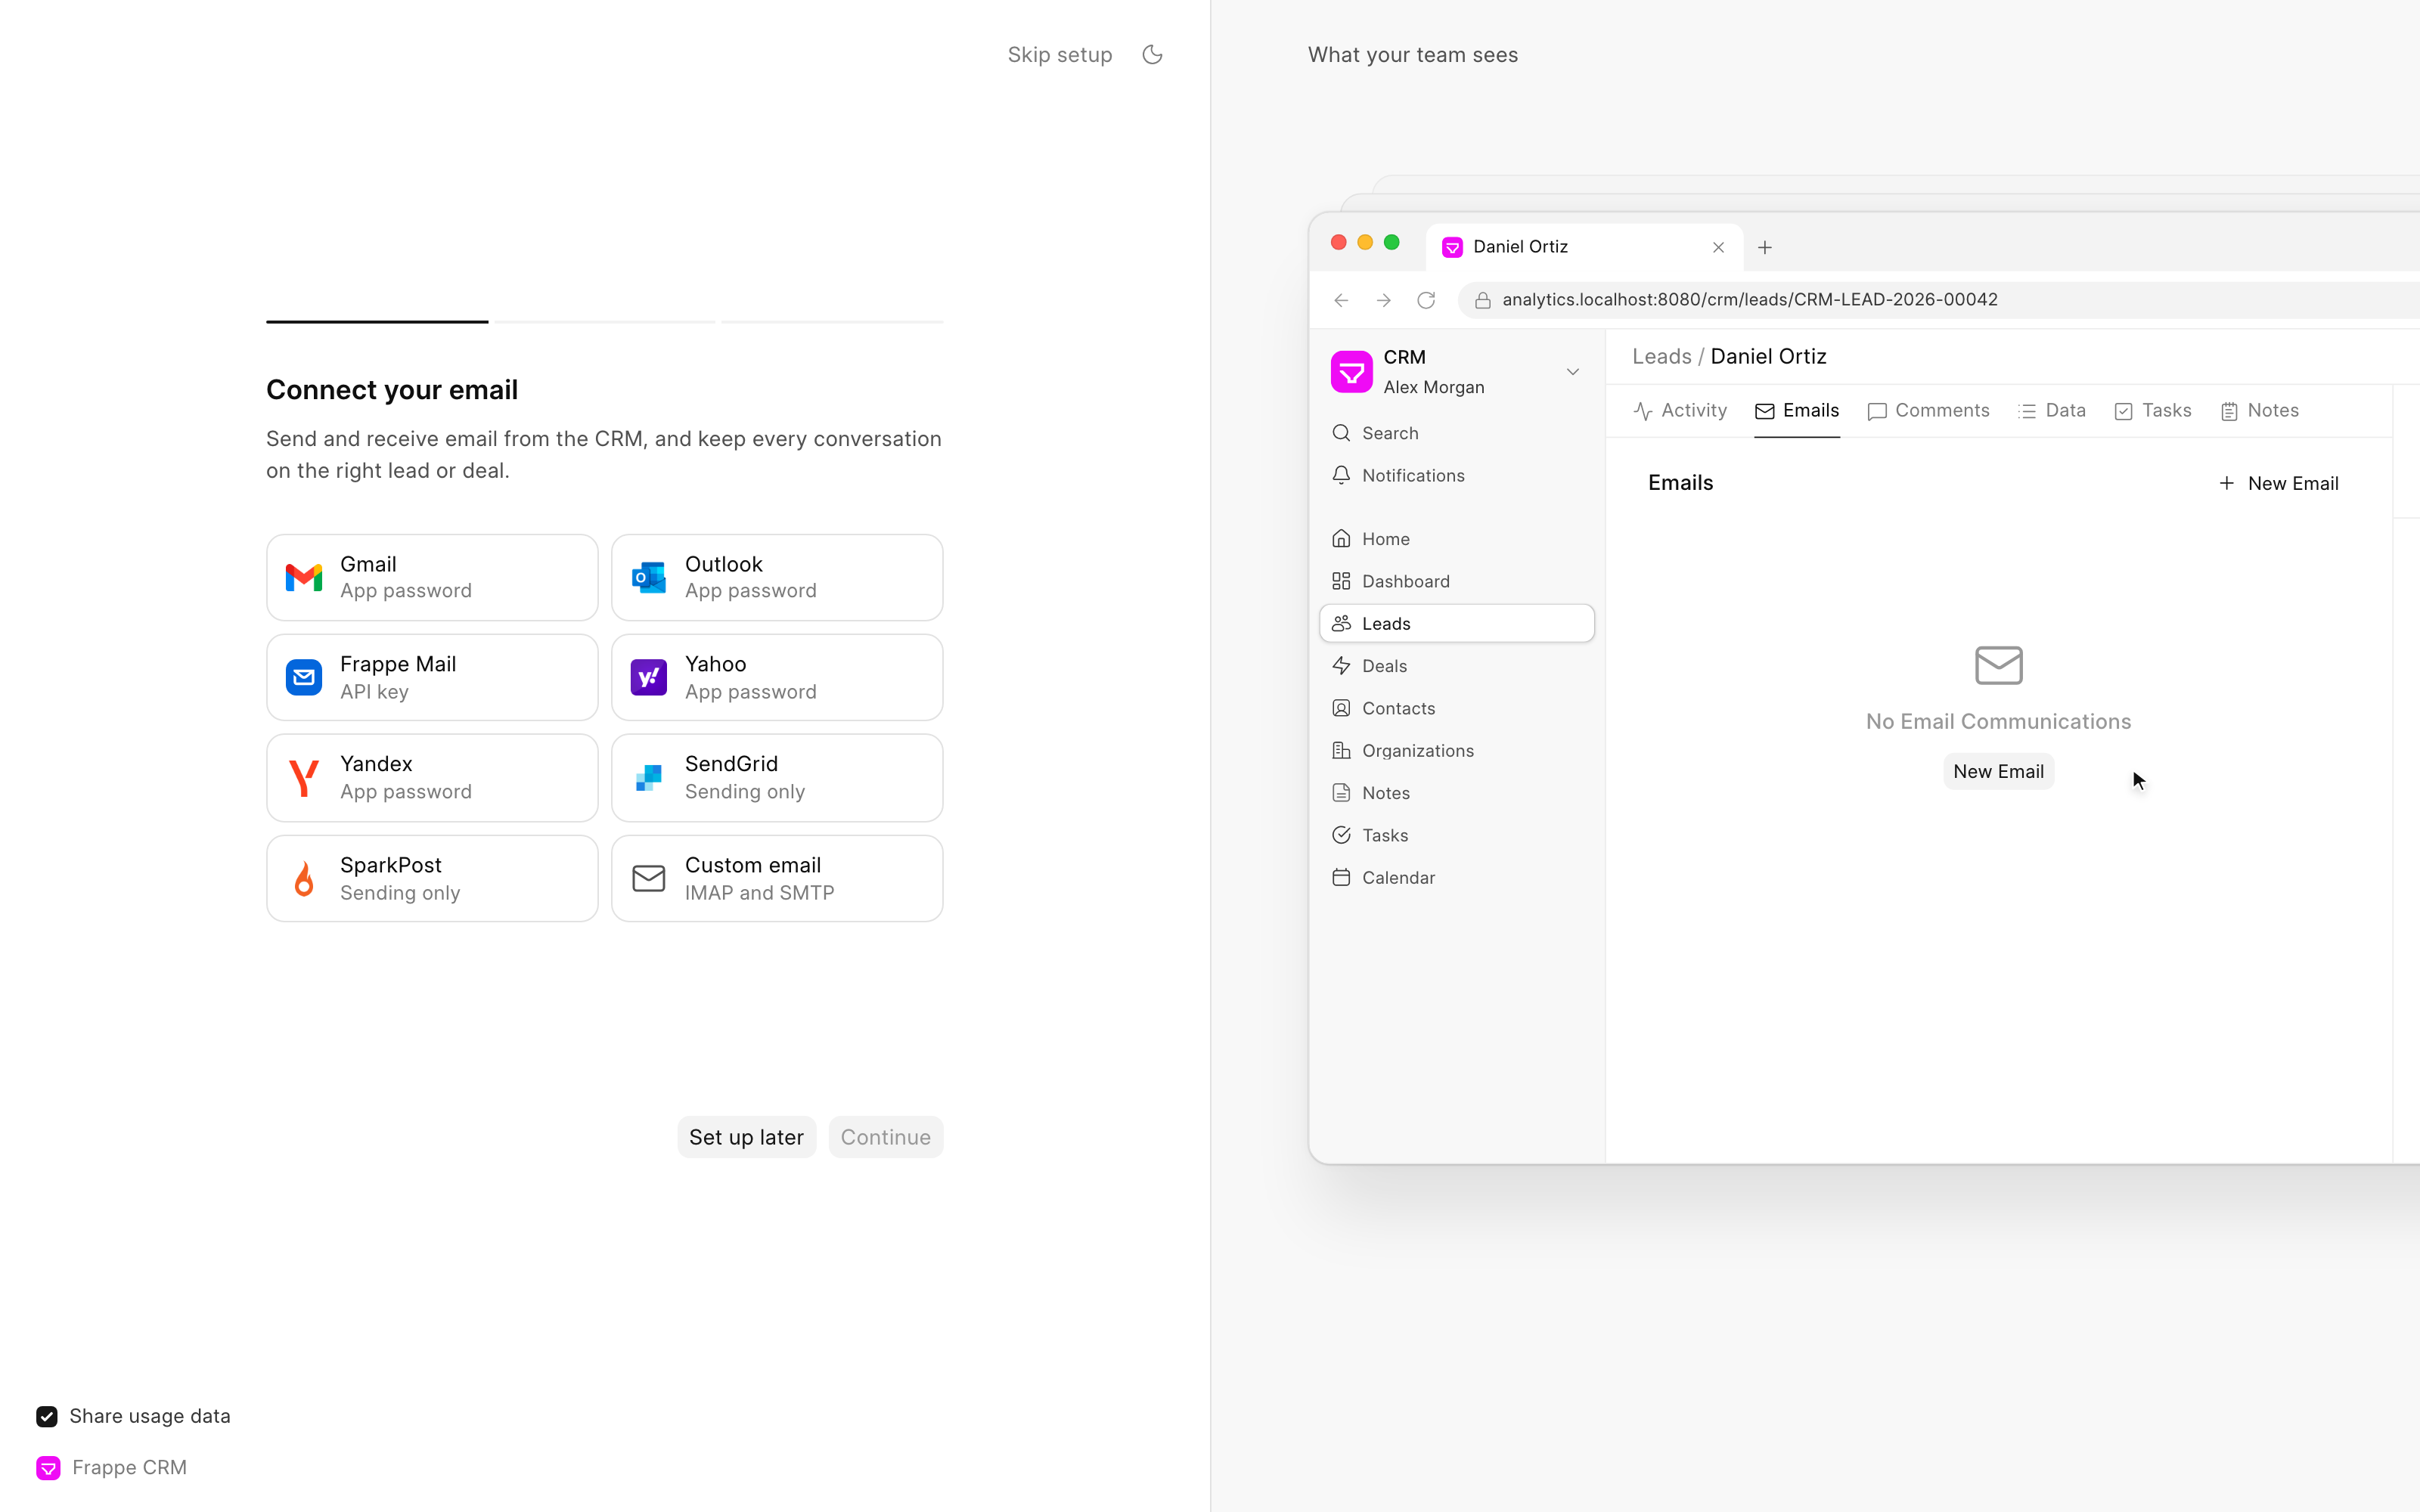 Skip setup
Connect your email
Send and receive email from the CRM, and keep every conversation
on the right lead or deal.
Gmail
App password
Outlook
App password
Frappe Mail
API key
Yahoo
App password
Yandex
App password
SendGrid
Sending only
SparkPost
Sending only
Custom email
IMAP and SMTP
Set up later
Continue
Share usage data
Frappe CRM
What your team sees
Daniel Ortiz
analytics.localhost:8080/crm/leads/CRM-LEAD-2026-00042
CRM
Alex Morgan
Search
Notifications
Home
Dashboard
Leads
Deals
Contacts
Organizations
Notes
Tasks
Calendar
Leads / Daniel Ortiz
Activity
Emails
Comments
Data
Tasks
Notes
Emails
New Email
No Email Communications
New Email